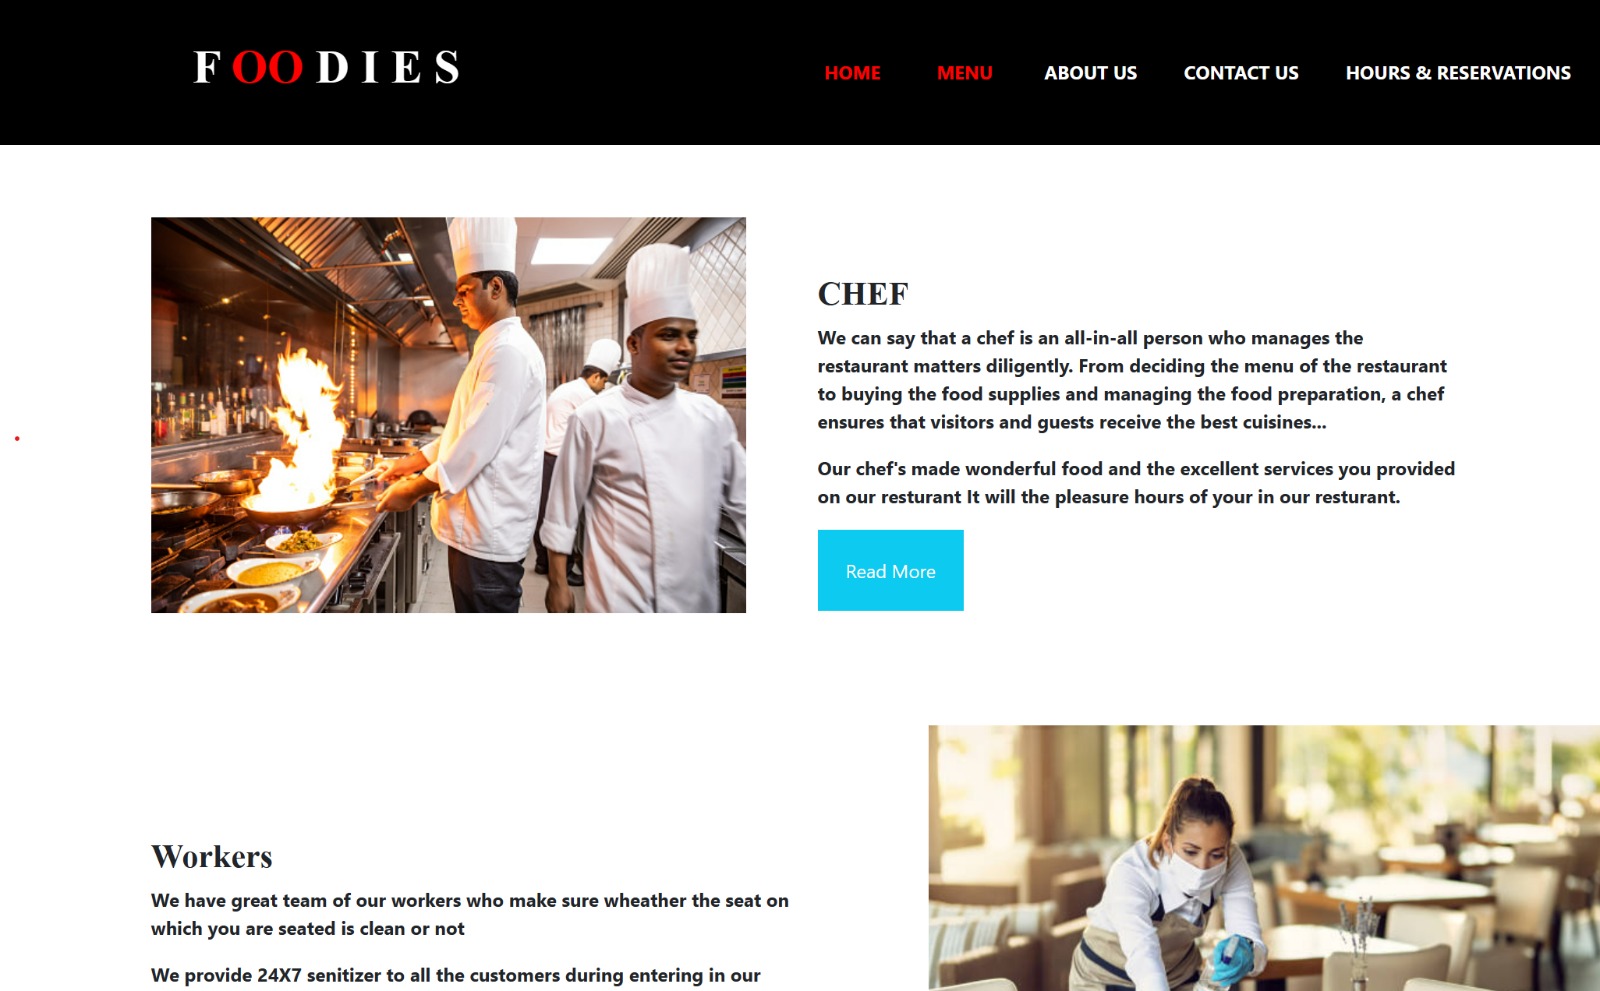 FOODIES
HOME MENU ABOUT US CONTACT US HOURS & RESERVATIONS
CHEF
We can say that a chef is an all-in-all person who manages the
restaurant matters diligently. From deciding the menu of the restaurant
to buying the food supplies and managing the food preparation, a chef
ensures that visitors and guests receive the best cuisines...
Our chef's made wonderful food and the excellent services you provided
on our resturant It will the pleasure hours of your in our resturant.
Read More
Workers
We have great team of our workers who make sure wheather the seat on
which you are seated is clean or not
We provide 24X7 senitizer to all the customers during entering in our